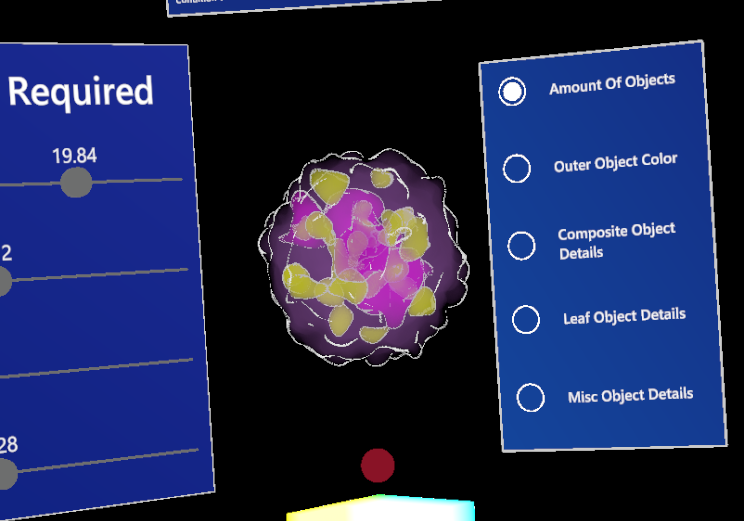 Required
19.84
2
28
Amount Of Objects
Outer Object Color
Composite Object
Details
Leaf Object Details
Misc Object Details